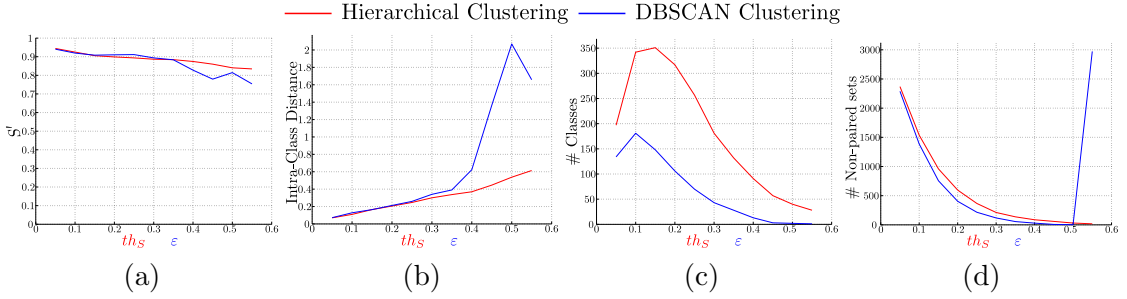 Hierarchical Clustering DBSCAN Clustering
S'
1
0.9
0.8
0.7
0.6
0.5
0.4
0.3
0.2
0.1
0
0 0.1 0.2 0.3 0.4 0.5 0.6
th_S ε
(a)
Intra-Class Distance
2
1.8
1.6
1.4
1.2
1
0.8
0.6
0.4
0.2
0
0 0.1 0.2 0.3 0.4 0.5 0.6
th_S ε
(b)
# Classes
350
300
250
200
150
100
50
0
0 0.1 0.2 0.3 0.4 0.5 0.6
th_S ε
(c)
# Non-paired sets
3000
2500
2000
1500
1000
500
0
0 0.1 0.2 0.3 0.4 0.5 0.6
th_S ε
(d)